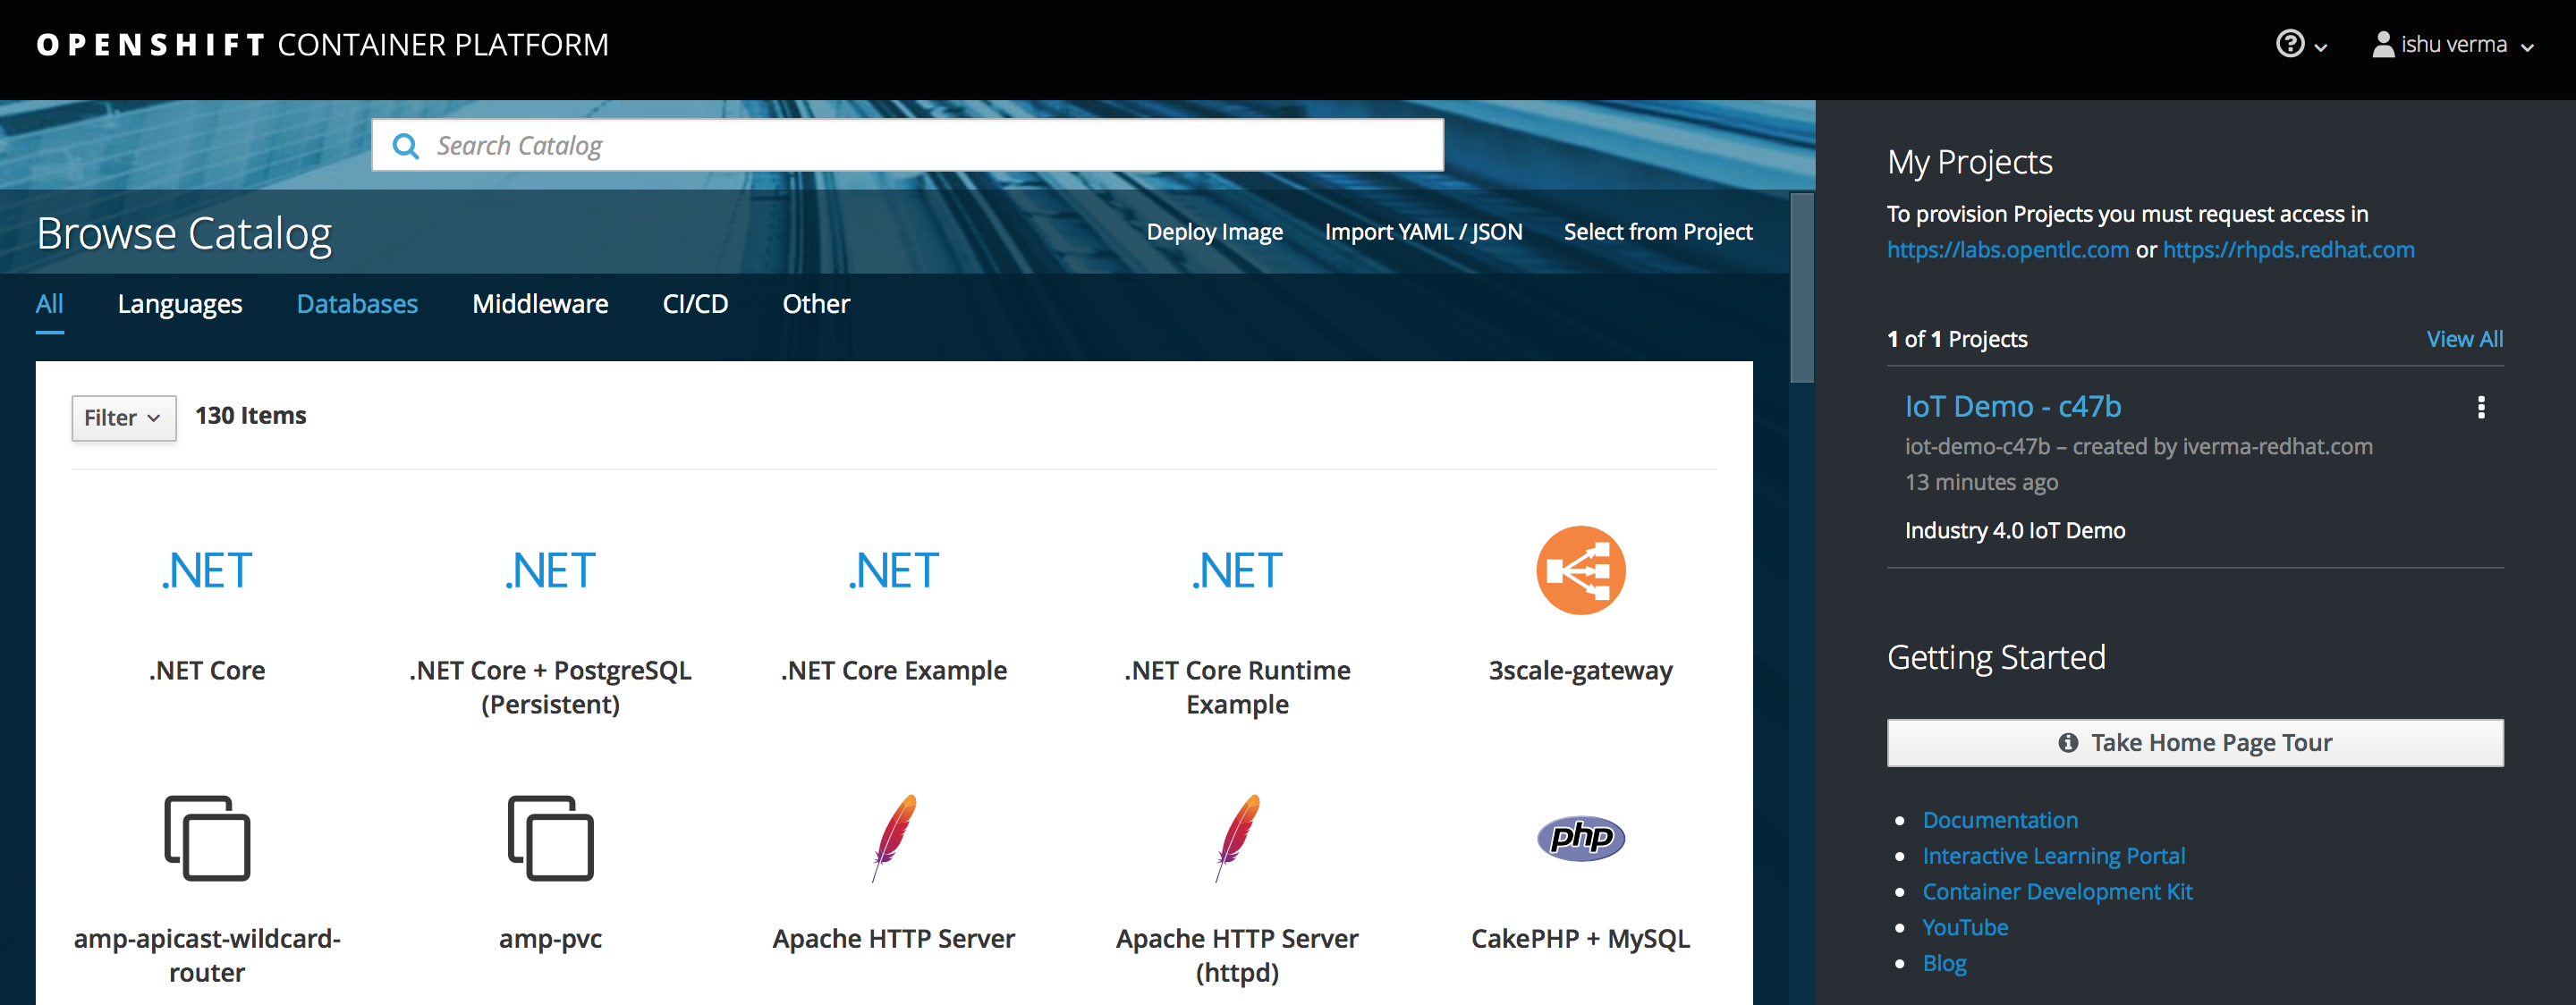 OPENSHIFT CONTAINER PLATFORM
ishu verma
Search Catalog
Browse Catalog
Deploy Image
Import YAML / JSON
Select from Project
All
Languages
Databases
Middleware
CI/CD
Other
Filter
130 Items
.NET
.NET
.NET
.NET
.NET Core
.NET Core + PostgreSQL
(Persistent)
.NET Core Example
.NET Core Runtime
Example
3scale-gateway
php
amp-apicast-wildcard-
router
amp-pvc
Apache HTTP Server
Apache HTTP Server
(httpd)
CakePHP + MySQL
My Projects
To provision Projects you must request access in
https://labs.opentlc.com or https://rhpds.redhat.com
1 of 1 Projects
View All
IoT Demo - c47b
iot-demo-c47b – created by iverma-redhat.com
13 minutes ago
Industry 4.0 IoT Demo
Getting Started
Take Home Page Tour
Documentation
Interactive Learning Portal
Container Development Kit
YouTube
Blog